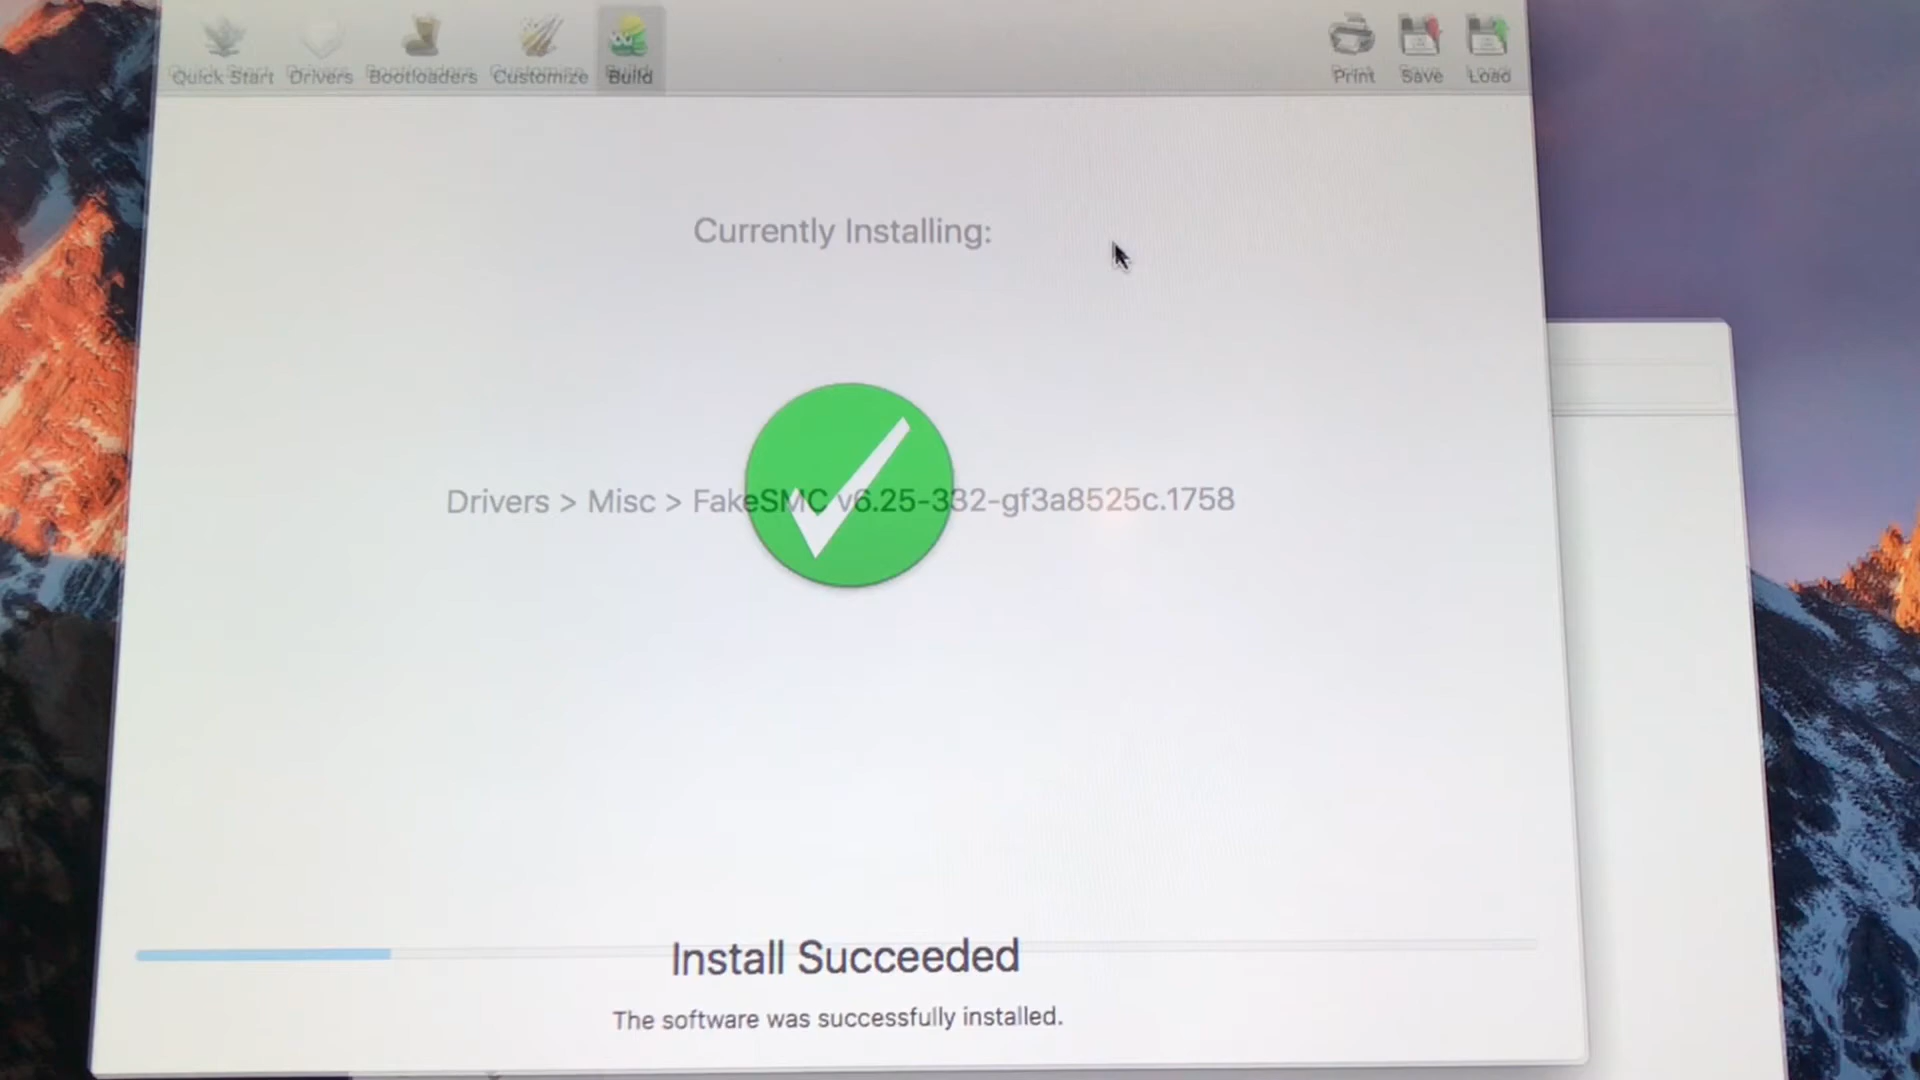 Quick Start Drivers Bootloaders Customize Build Print Save Load
Currently Installing:
Drivers > Misc > FakeSMC v6.25-332-gf3a8525c.1758
Install Succeeded
The software was successfully installed.